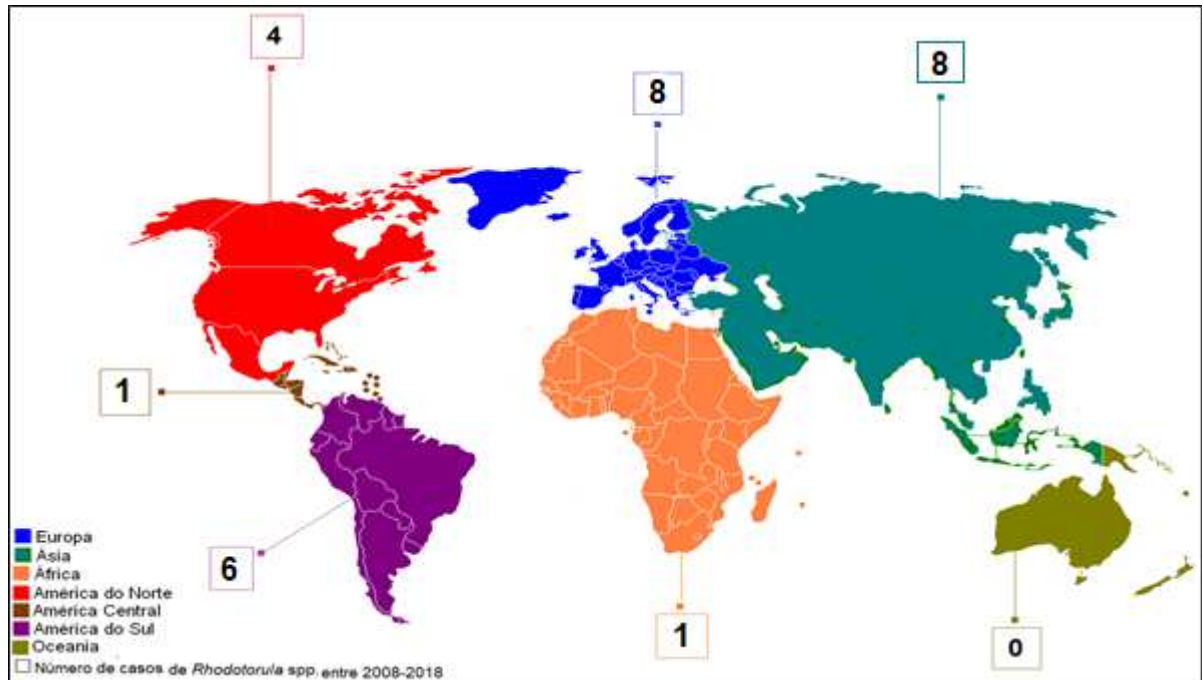 4
8
8
1
6
1
0
Europa
Ásia
África
América do Norte
América Central
América do Sul
Oceania
Número de casos de Rhodotorula spp. entre 2008-2018